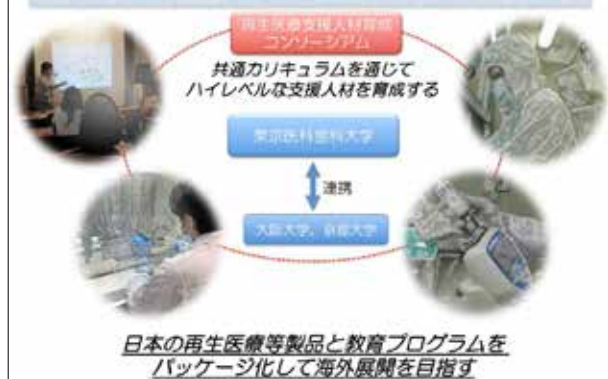 再生医療支援人材育成
コンソーシアム
共通カリキュラムを通じて
ハイレベルな支援人材を育成する
東京医科歯科大学
連携
大阪大学、京都大学
日本の再生医療等製品と教育プログラムを
パッケージ化して海外展開を目指す